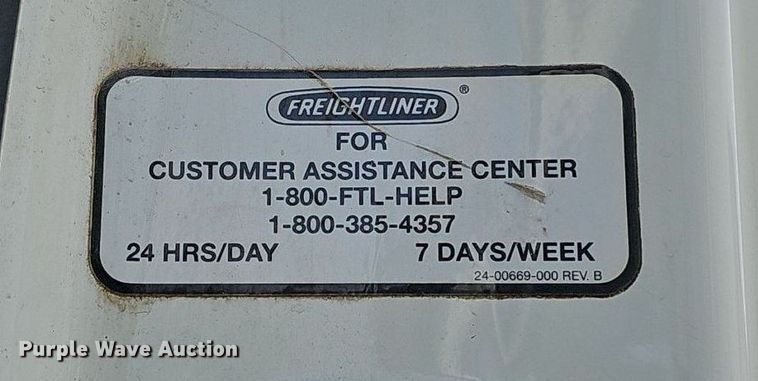 FREIGHTLINER®
FOR
CUSTOMER ASSISTANCE CENTER
1-800-FTL-HELP
1-800-385-4357
24 HRS/DAY 7 DAYS/WEEK
24-00669-000 REV. B
Purple Wave Auction